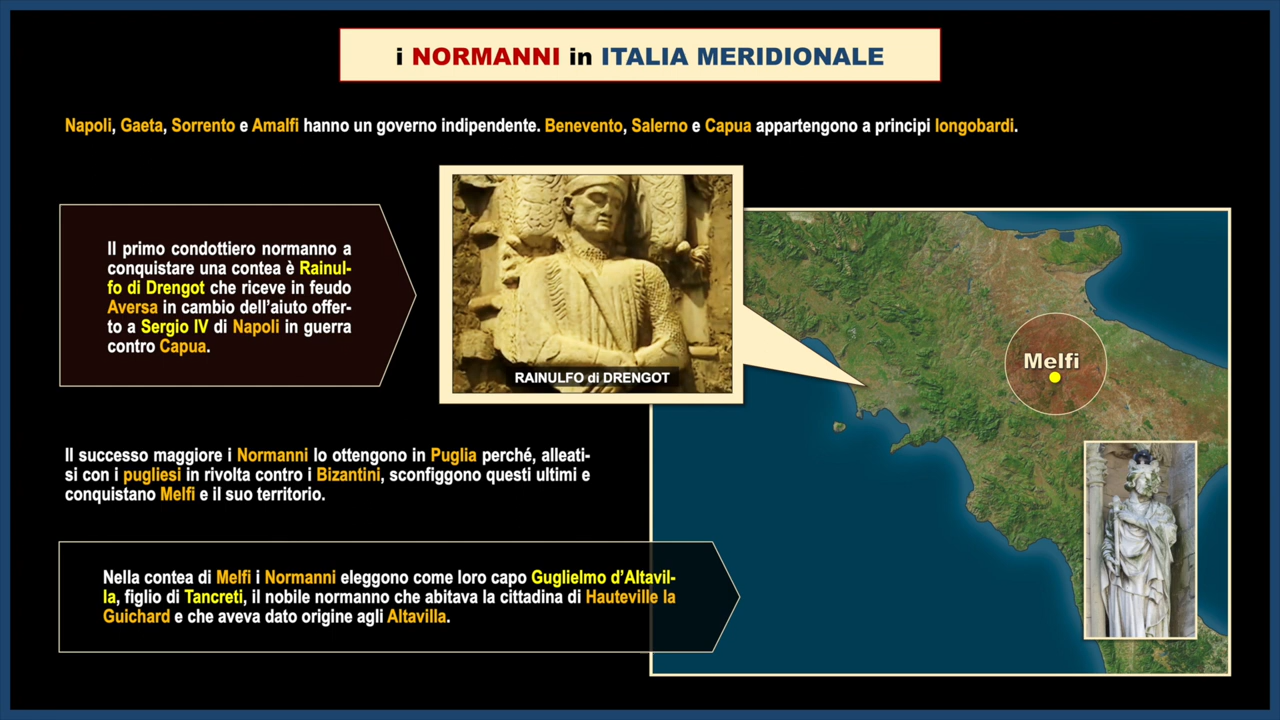 i NORMANNI in ITALIA MERIDIONALE
Napoli, Gaeta, Sorrento e Amalfi hanno un governo indipendente. Benevento, Salerno e Capua appartengono a principi longobardi.
Il primo condottiero normanno a
conquistare una contea è Rainul-
fo di Drengot che riceve in feudo
Aversa in cambio dell'aiuto offer-
to a Sergio IV di Napoli in guerra
contro Capua.
RAINULFO di DRENGOT
Melfi
Il successo maggiore i Normanni lo ottengono in Puglia perché, alleati-
si con i pugliesi in rivolta contro i Bizantini, sconfiggono questi ultimi e
conquistano Melfi e il suo territorio.
Nella contea di Melfi i Normanni eleggono come loro capo Guglielmo d'Altavil-
la, figlio di Tancreti, il nobile normanno che abitava la cittadina di Hauteville la
Guichard e che aveva dato origine agli Altavilla.